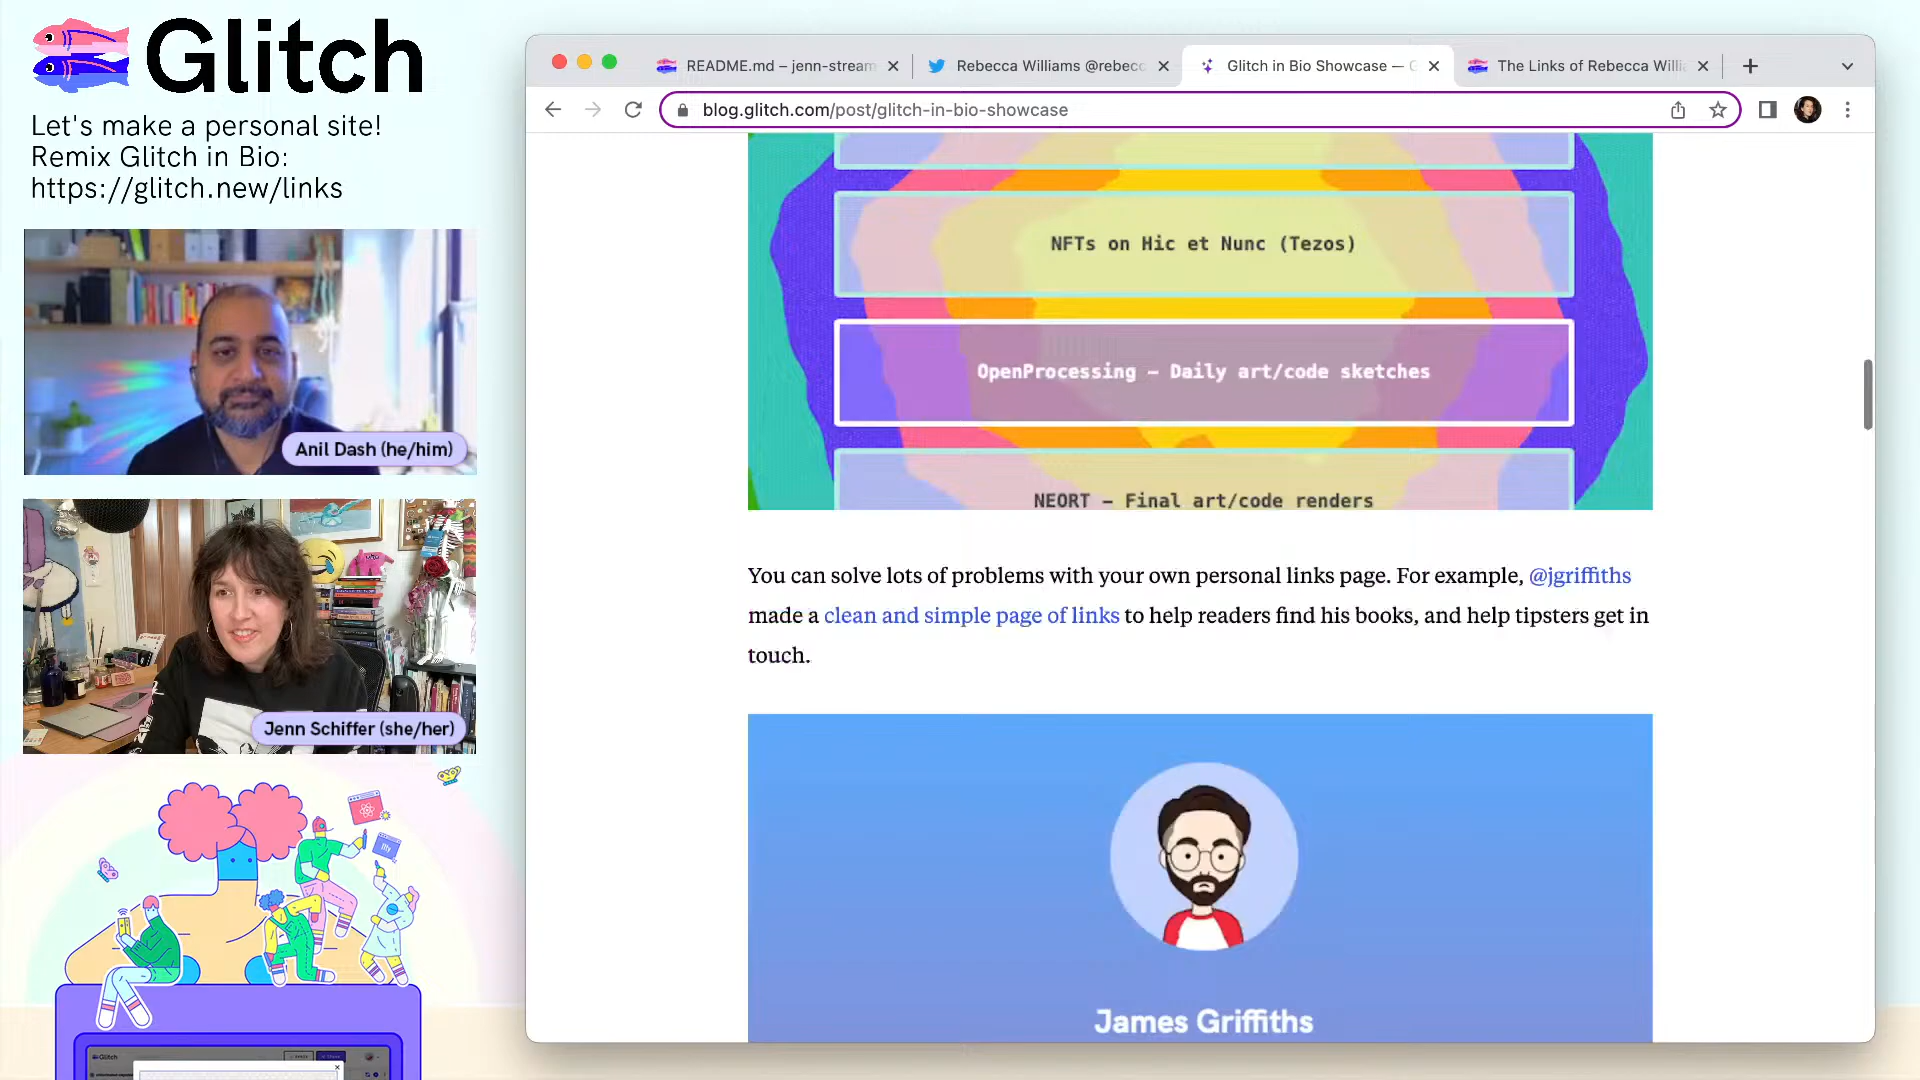 Glitch
Let's make a personal site!
Remix Glitch in Bio:
https://glitch.new/links
Anil Dash (he/him)
Jenn Schiffer (she/her)
Glitch
README.md – jenn-stream
Rebecca Williams @rebecc
Glitch in Bio Showcase — G
The Links of Rebecca Willi
blog.glitch.com/post/glitch-in-bio-showcase
NFTs on Hic et Nunc (Tezos)
OpenProcessing – Daily art/code sketches
NEORT – Final art/code renders
You can solve lots of problems with your own personal links page. For example, @jgriffiths
made a clean and simple page of links to help readers find his books, and help tipsters get in
touch.
James Griffiths